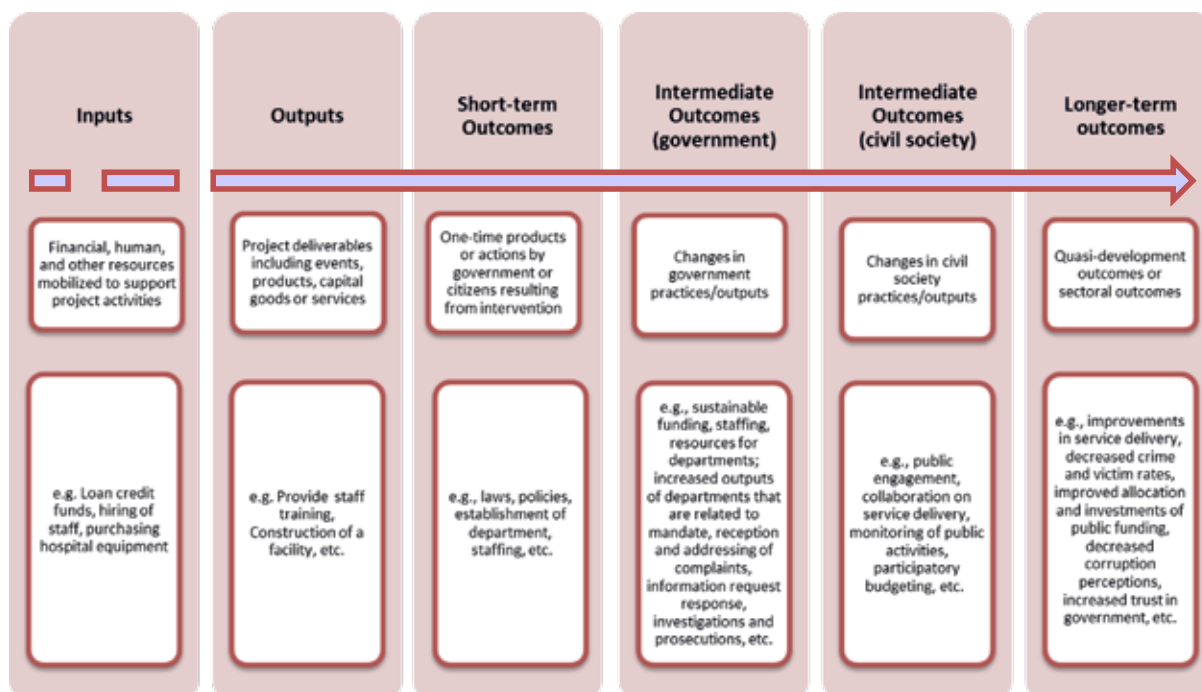 Inputs
Outputs
Short-term
Outcomes
Intermediate
Outcomes
(government)
Intermediate
Outcomes
(civil society)
Longer-term
outcomes
Financial, human,
and other resources
mobilized to support
project activities
Project deliverables
including events,
products, capital
goods or services
One-time products
or actions by
government or
citizens resulting
from intervention
Changes in
government
practices/outputs
Changes in civil
society
practices/outputs
Quasi-development
outcomes or
sectoral outcomes
e.g. Loan credit
funds, hiring of
staff, purchasing
hospital equipment
e.g. Provide staff
training,
Construction of a
facility, etc.
e.g., laws, policies,
establishment of
department,
staffing, etc.
e.g., sustainable
funding, staffing,
resources for
departments;
increased outputs
of departments that
are related to
mandate, reception
and addressing of
complaints,
information request
response,
investigations and
prosecutions, etc.
e.g., public
engagement,
collaboration on
service delivery,
monitoring of public
activities,
participatory
budgeting, etc.
e.g., improvements
in service delivery,
decreased crime
and victim rates,
improved allocation
and investments of
public funding,
decreased
corruption
perceptions,
increased trust in
government, etc.